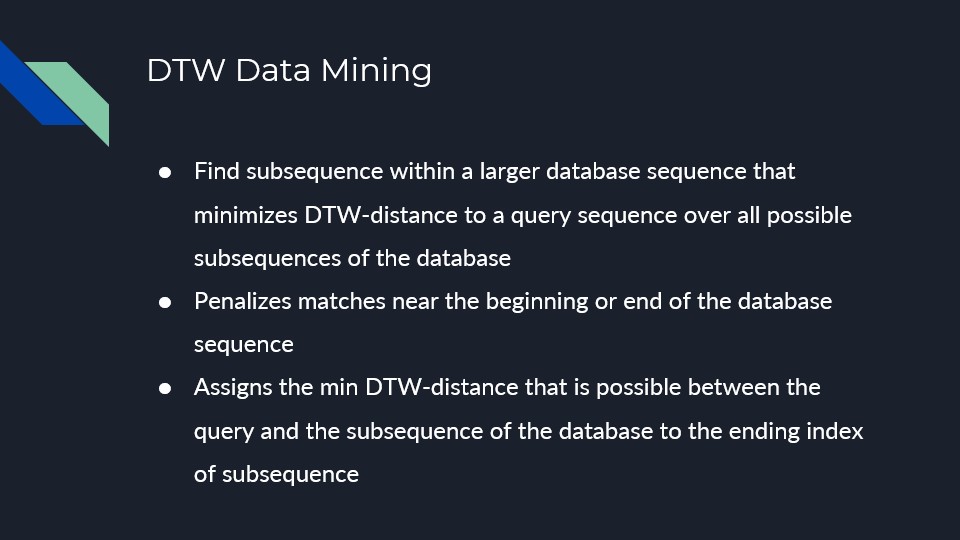 DTW Data Mining
● Find subsequence within a larger database sequence that
minimizes DTW-distance to a query sequence over all possible
subsequences of the database
● Penalizes matches near the beginning or end of the database
sequence
● Assigns the min DTW-distance that is possible between the
query and the subsequence of the database to the ending index
of subsequence